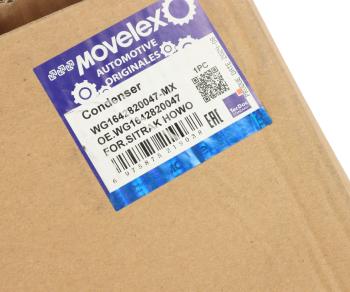 Movelex
AUTOMOTIVE
ORIGINALES
Condenser
1PC
WG1642820047-MX
OE.WG1642820047
FOR.SITRAK HOWO
EAC